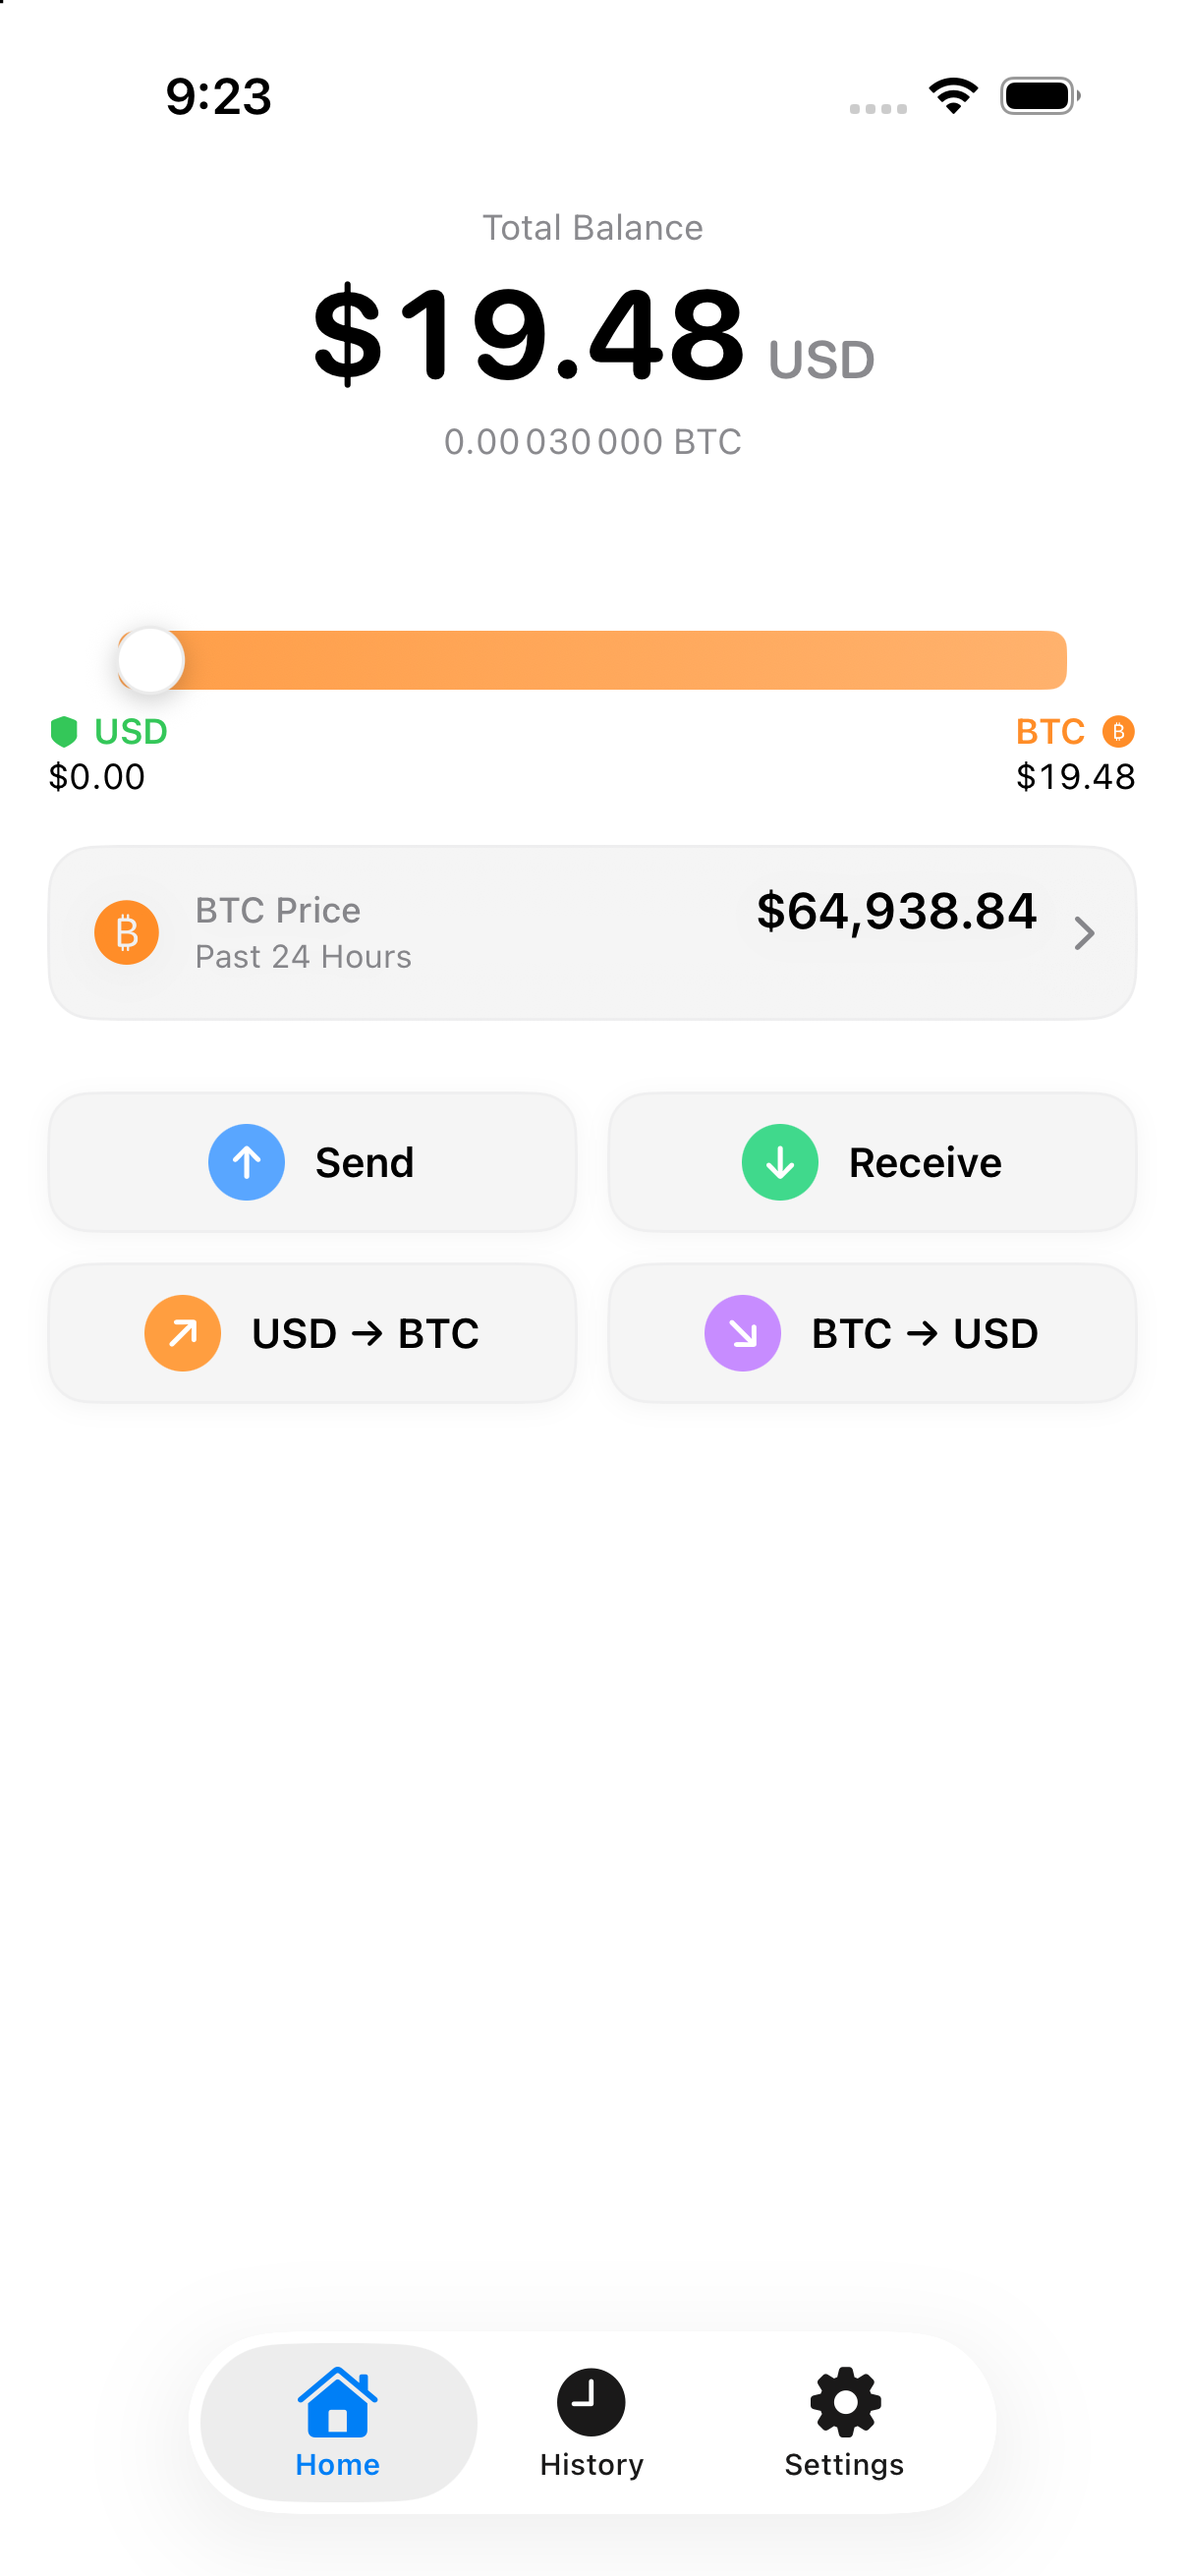 9:23
Total Balance
$19.48 USD
0.00030000 BTC
USD
$0.00
BTC
$19.48
BTC Price
Past 24 Hours
$64,938.84
Send
Receive
USD → BTC
BTC → USD
Home
History
Settings